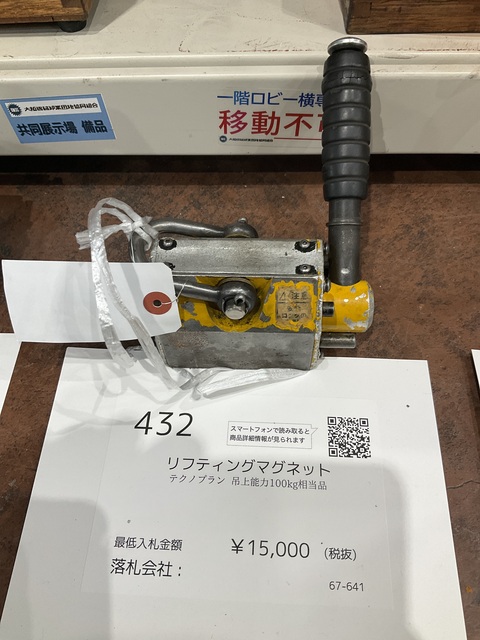 共同展示場 備品
一階ロビー横専
移動不可
注意
432
スマートフォンで読み取ると
商品詳細情報が見られます
リフティングマグネット
テクノプラン 吊上能力100kg相当品
最低入札金額 ￥15,000 (税抜)
落札会社：
67-641